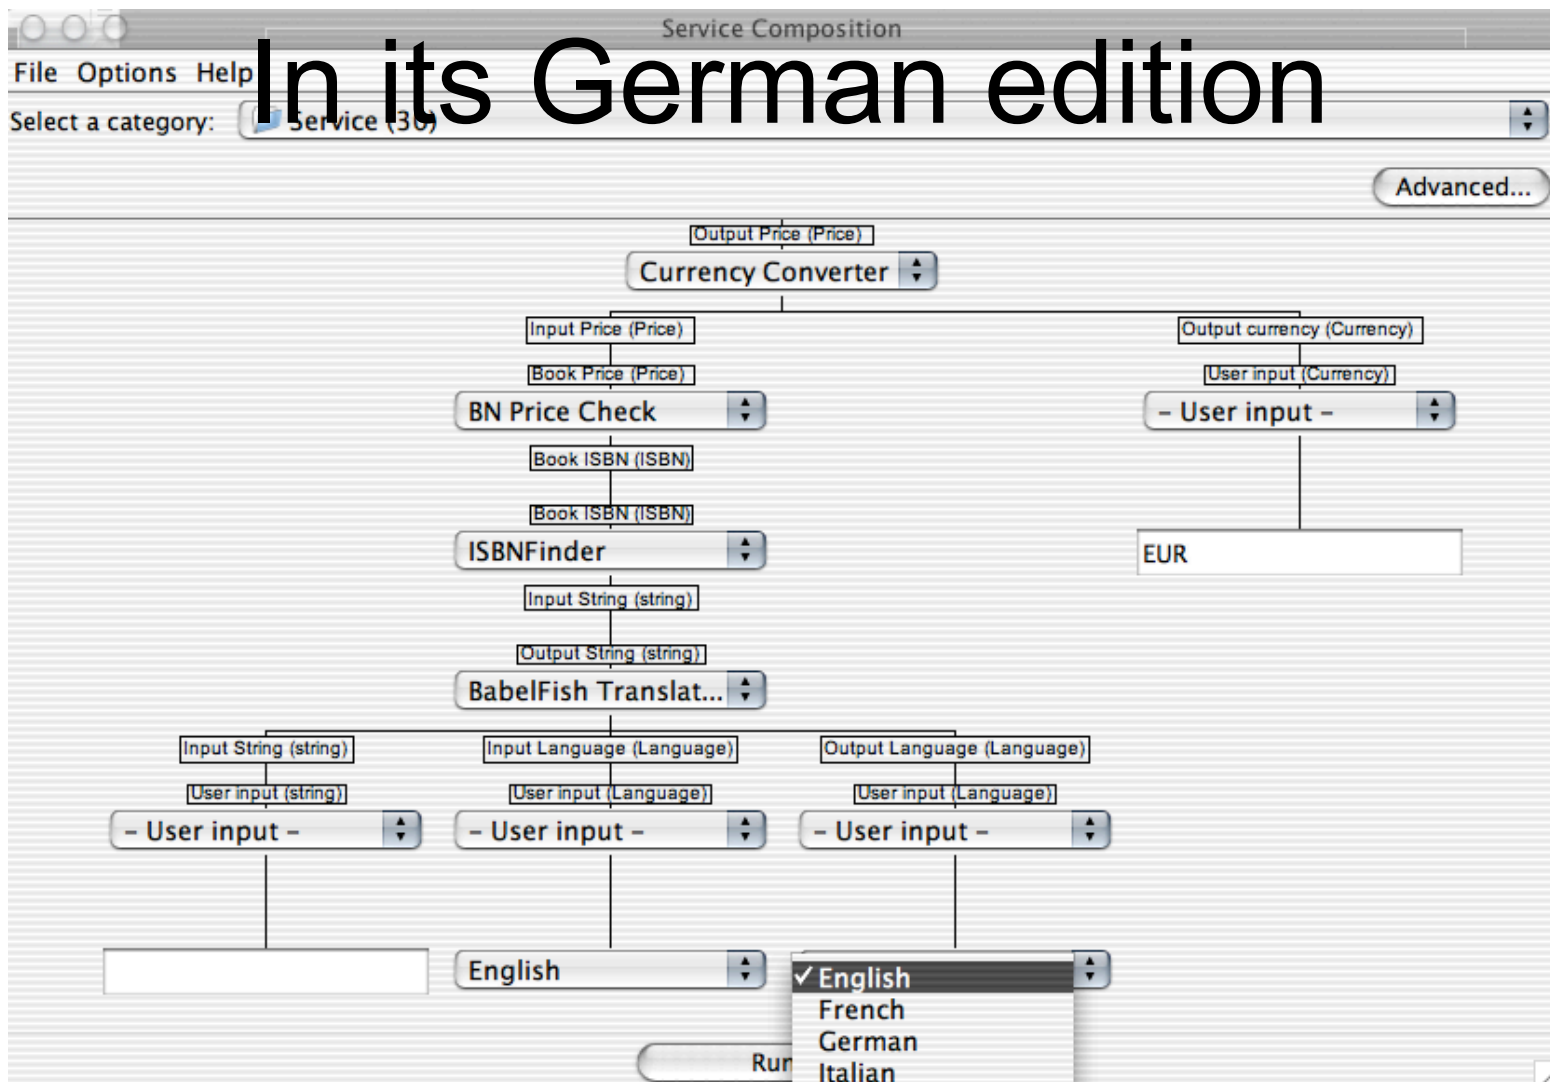 Service Composition
In its German edition
File Options Help
Select a category: Service (30)
Advanced...
Output Price (Price)
Currency Converter
Input Price (Price) Output currency (Currency)
Book Price (Price) User input (Currency)
BN Price Check – User input –
Book ISBN (ISBN)
Book ISBN (ISBN)
ISBNFinder EUR
Input String (string)
Output String (string)
BabelFish Translat...
Input String (string) Input Language (Language) Output Language (Language)
User input (string) User input (Language) User input (Language)
– User input – – User input – – User input –
English ✓ English
French
German
Run
Italian